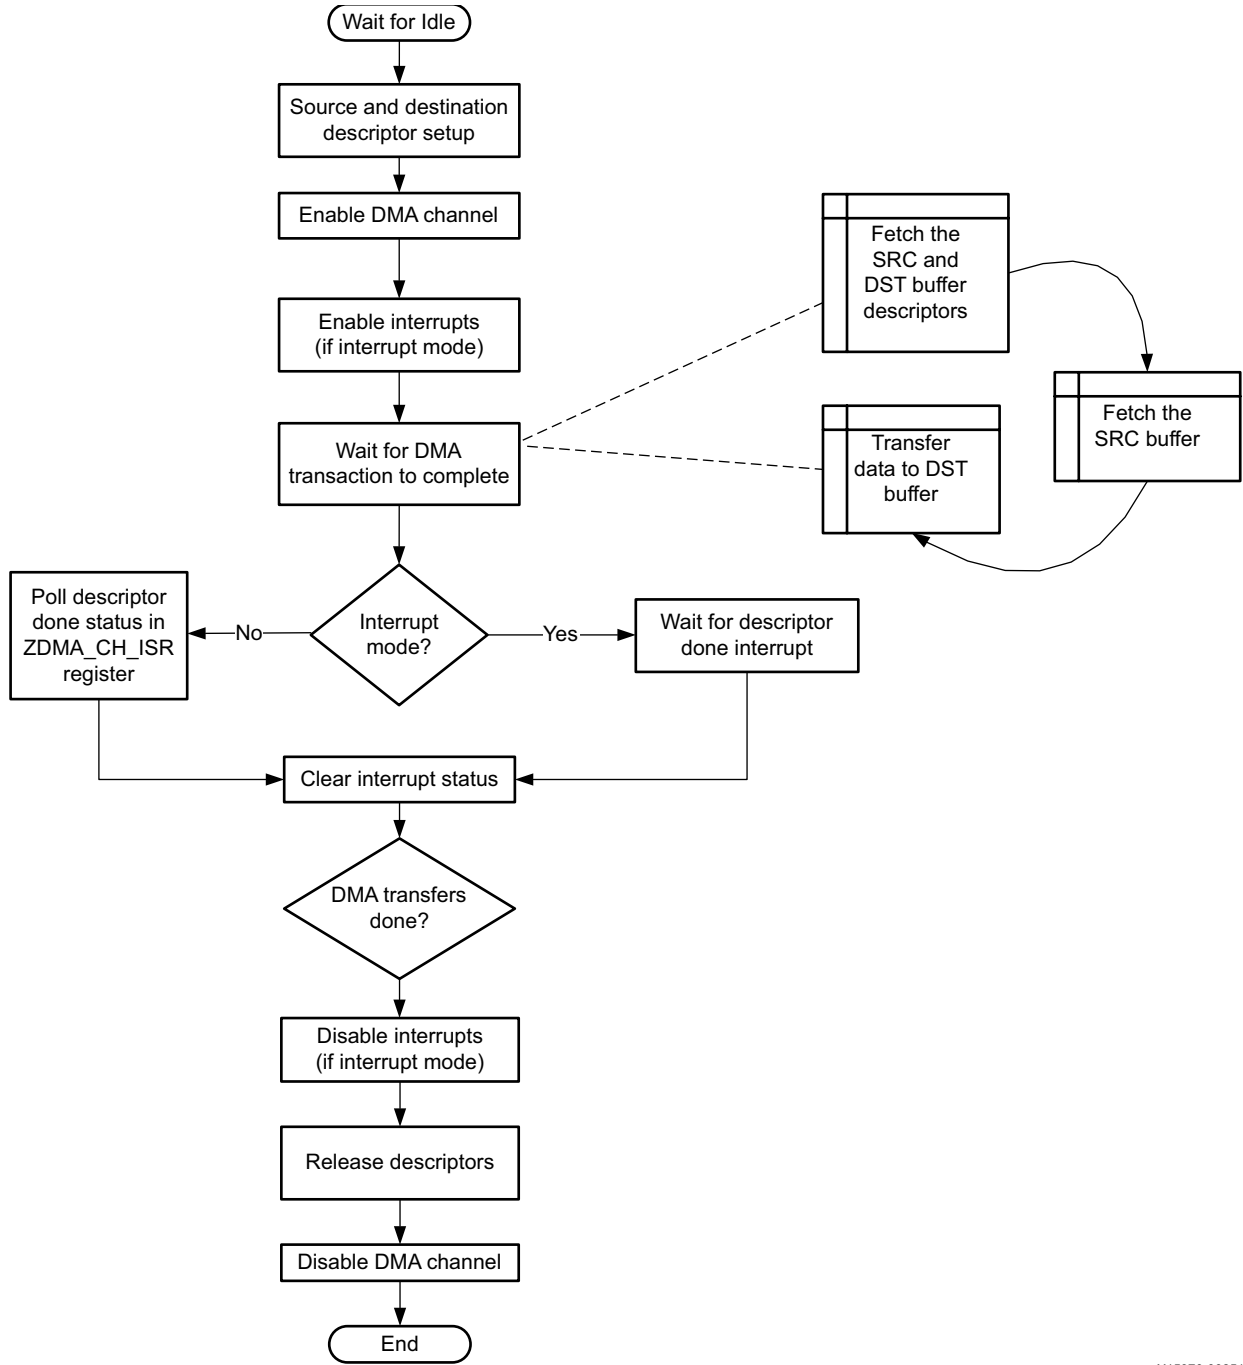 Wait for Idle
Source and destination
descriptor setup
Enable DMA channel
Enable interrupts
(if interrupt mode)
Wait for DMA
transaction to complete
Fetch the
SRC and
DST buffer
descriptors
Fetch the
SRC buffer
Transfer
data to DST
buffer
Interrupt
mode?
No
Yes
Poll descriptor
done status in
ZDMA_CH_ISR
register
Wait for descriptor
done interrupt
Clear interrupt status
DMA transfers
done?
Disable interrupts
(if interrupt mode)
Release descriptors
Disable DMA channel
End